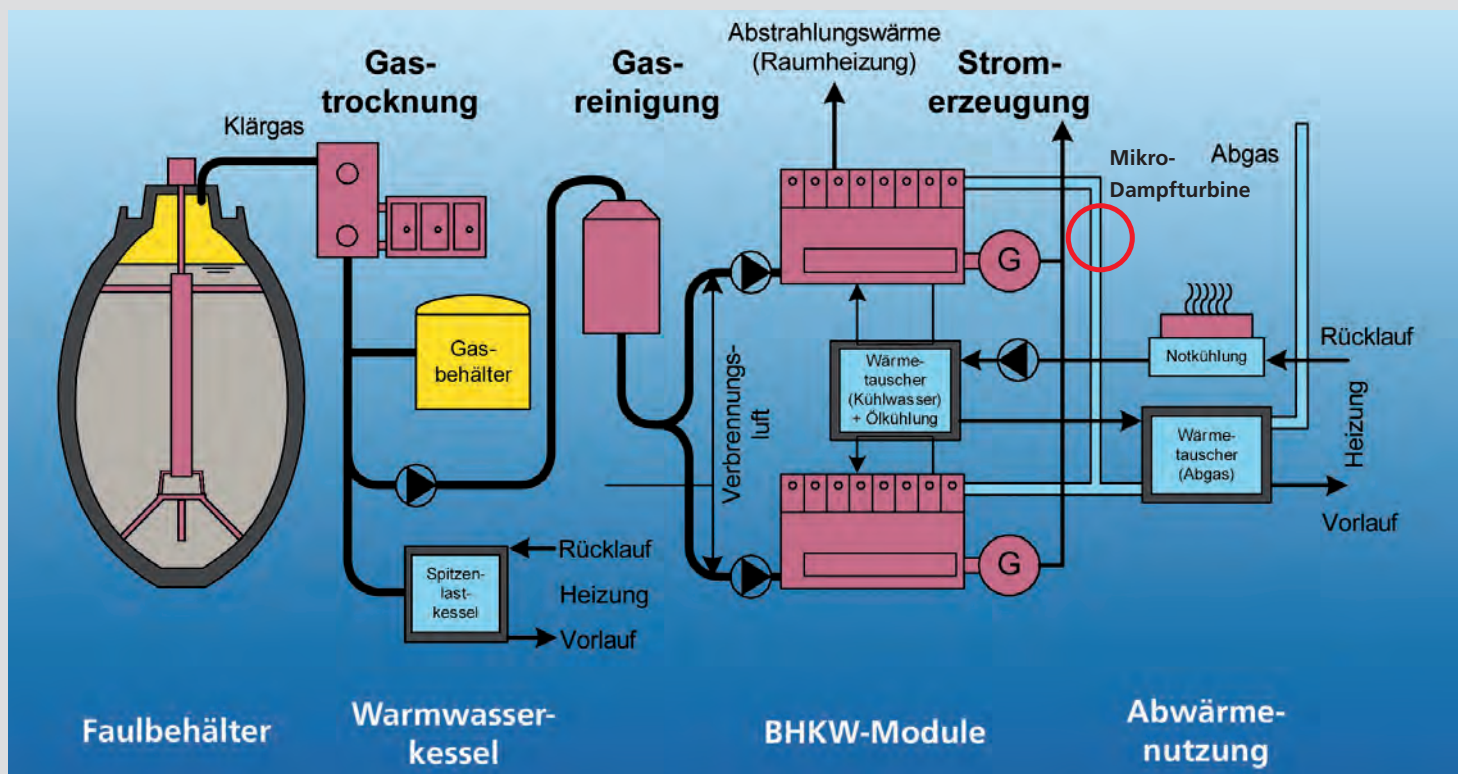 Gas-
trocknung
Klärgas
Gas-
reinigung
Abstrahlungswärme
(Raumheizung)
Strom-
erzeugung
Mikro-
Dampfturbine
Abgas
G
Gas-
behälter
Verbrennungs-
luft
Wärme-
tauscher
(Kühlwasser)
+ Ölkühlung
Notkühlung
Rücklauf
Heizung
Vorlauf
Wärme-
tauscher
(Abgas)
G
Spitzen-
last-
kessel
Rücklauf
Heizung
Vorlauf
Faulbehälter
Warmwasser-
kessel
BHKW-Module
Abwärme-
nutzung